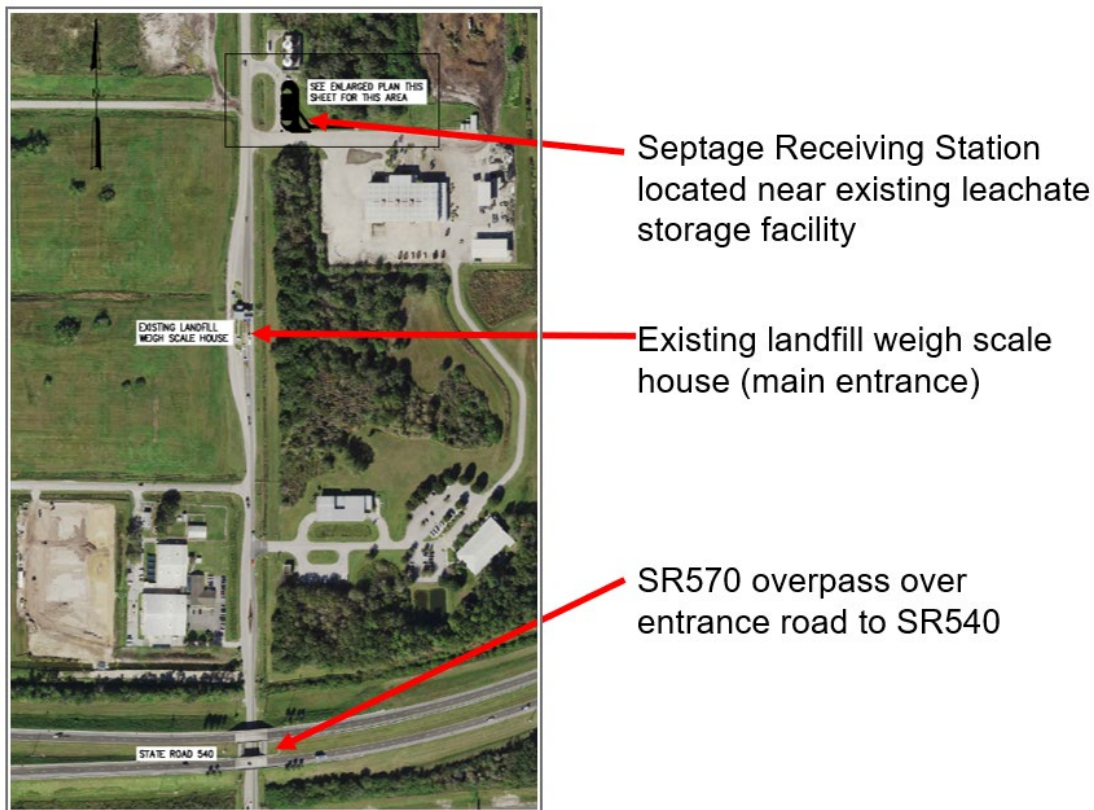 SEE ENLARGED PLAN THIS
SHEET FOR THIS AREA
Septage Receiving Station
located near existing leachate
storage facility
EXISTING LANDFILL
WEIGH SCALE HOUSE
Existing landfill weigh scale
house (main entrance)
SR570 overpass over
entrance road to SR540
STATE ROAD 540